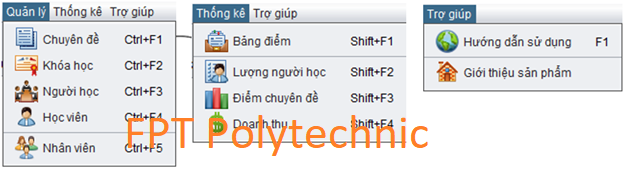 Quản lý Thống kê Trợ giúp
Chuyên đề Ctrl+F1
Khóa học Ctrl+F2
Người học Ctrl+F3
Học viên Ctrl+F4
Nhân viên Ctrl+F5
Thống kê Trợ giúp
Bảng điểm Shift+F1
Lượng người học Shift+F2
Điểm chuyên đề Shift+F3
Doanh thu Shift+F4
Trợ giúp
Hướng dẫn sử dụng F1
Giới thiệu sản phẩm
FPT Polytechnic